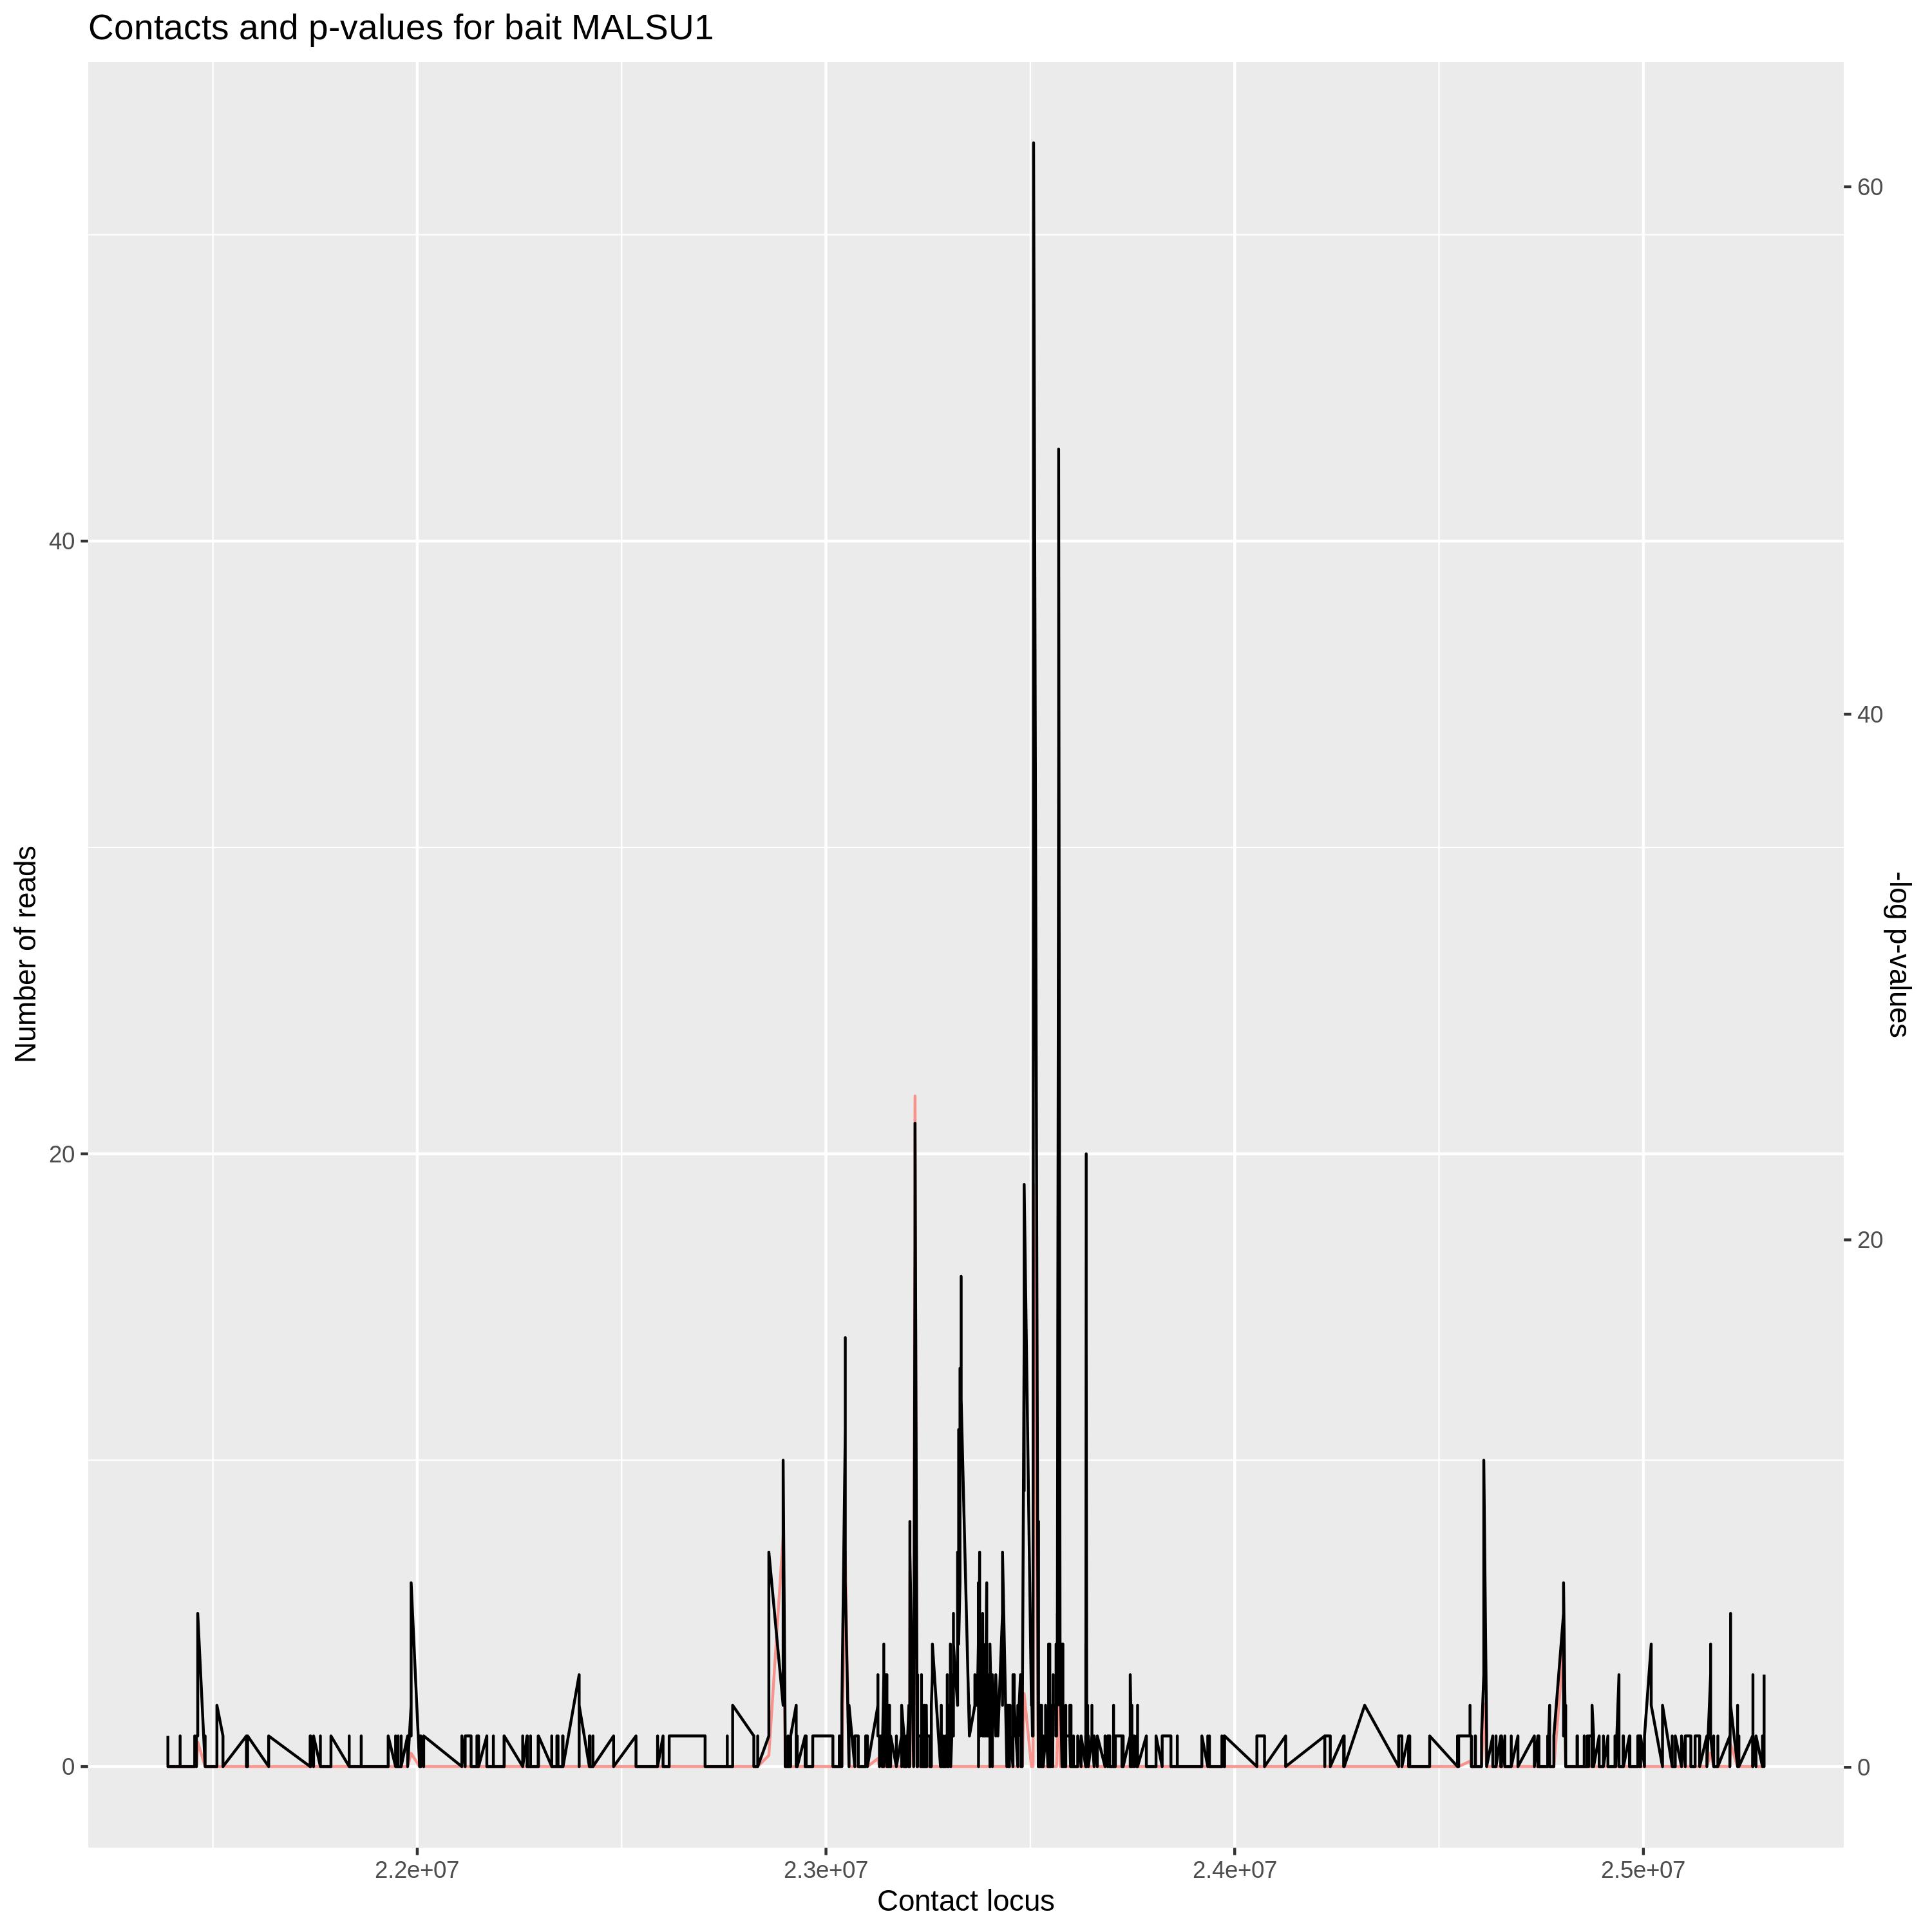 Contacts and p-values for bait MALSU1
60
40
40
Number of reads
-log p-values
20
20
0
0
2.2e+07
2.3e+07
2.4e+07
2.5e+07
Contact locus